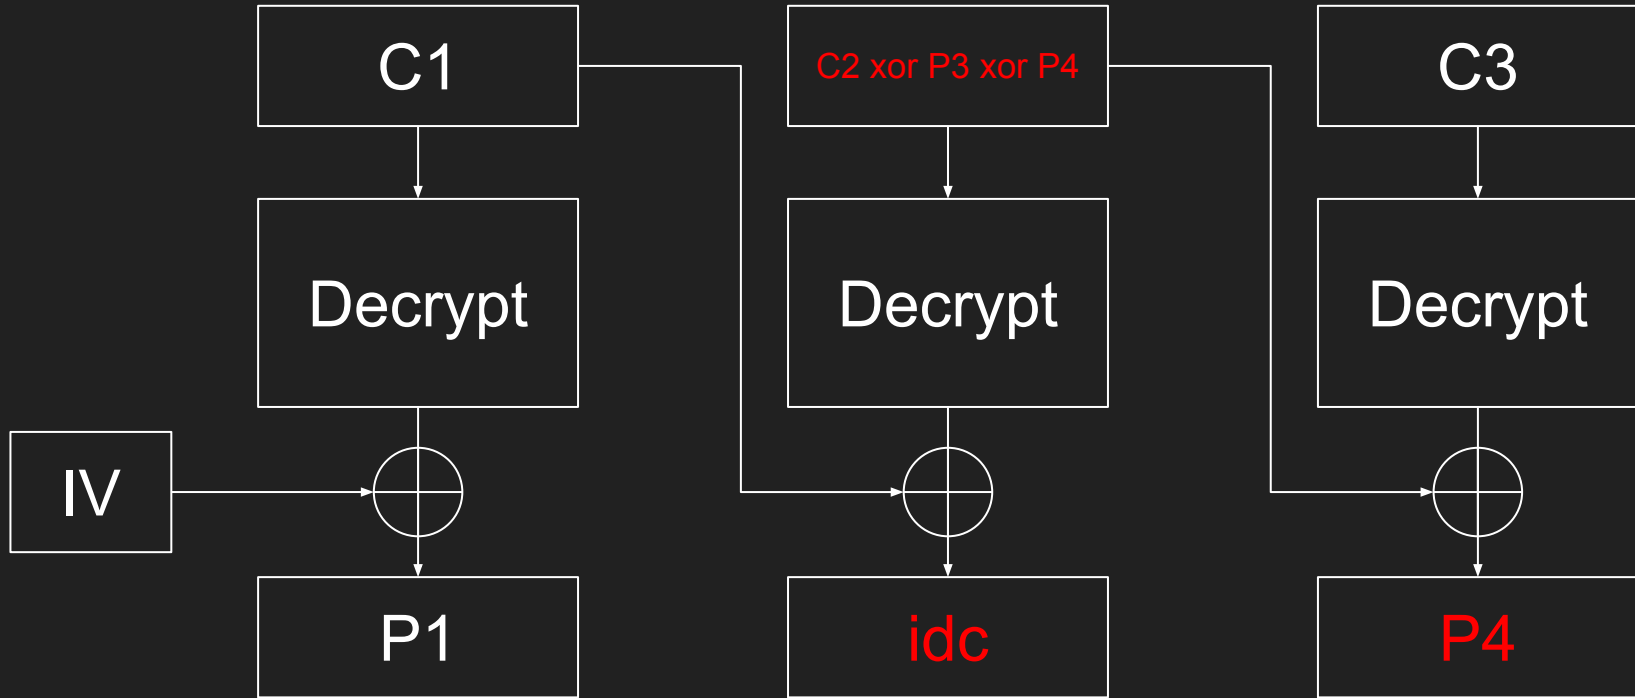 C1
C2 xor P3 xor P4
C3
Decrypt
Decrypt
Decrypt
IV
P1
idc
P4